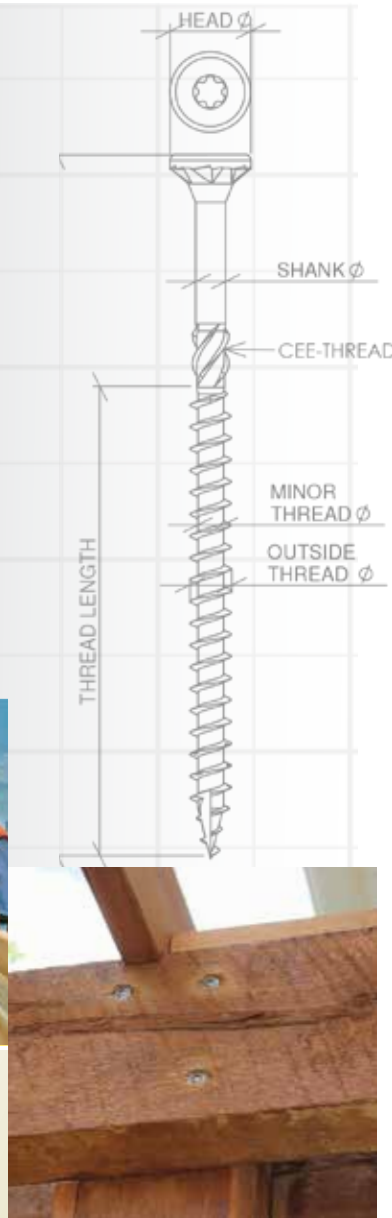 HEAD Ø
SHANK Ø
CEE-THREAD
MINOR
THREAD Ø
OUTSIDE
THREAD Ø
THREAD LENGTH